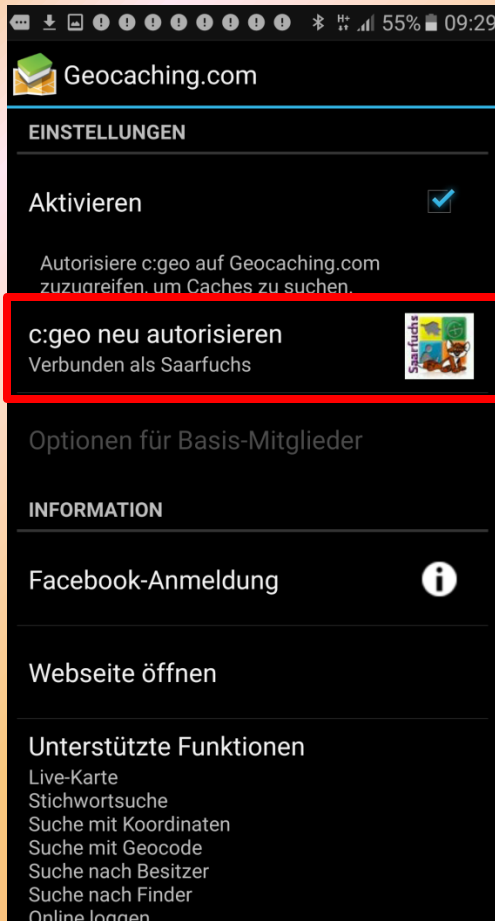 55% 09:29
Geocaching.com
EINSTELLUNGEN
Aktivieren
Autorisiere c:geo auf Geocaching.com
zuzugreifen, um Caches zu suchen.
c:geo neu autorisieren
Verbunden als Saarfuchs
Saarfuchs
Optionen für Basis-Mitglieder
INFORMATION
Facebook-Anmeldung
Webseite öffnen
Unterstützte Funktionen
Live-Karte
Stichwortsuche
Suche mit Koordinaten
Suche mit Geocode
Suche nach Besitzer
Suche nach Finder
Online loggen